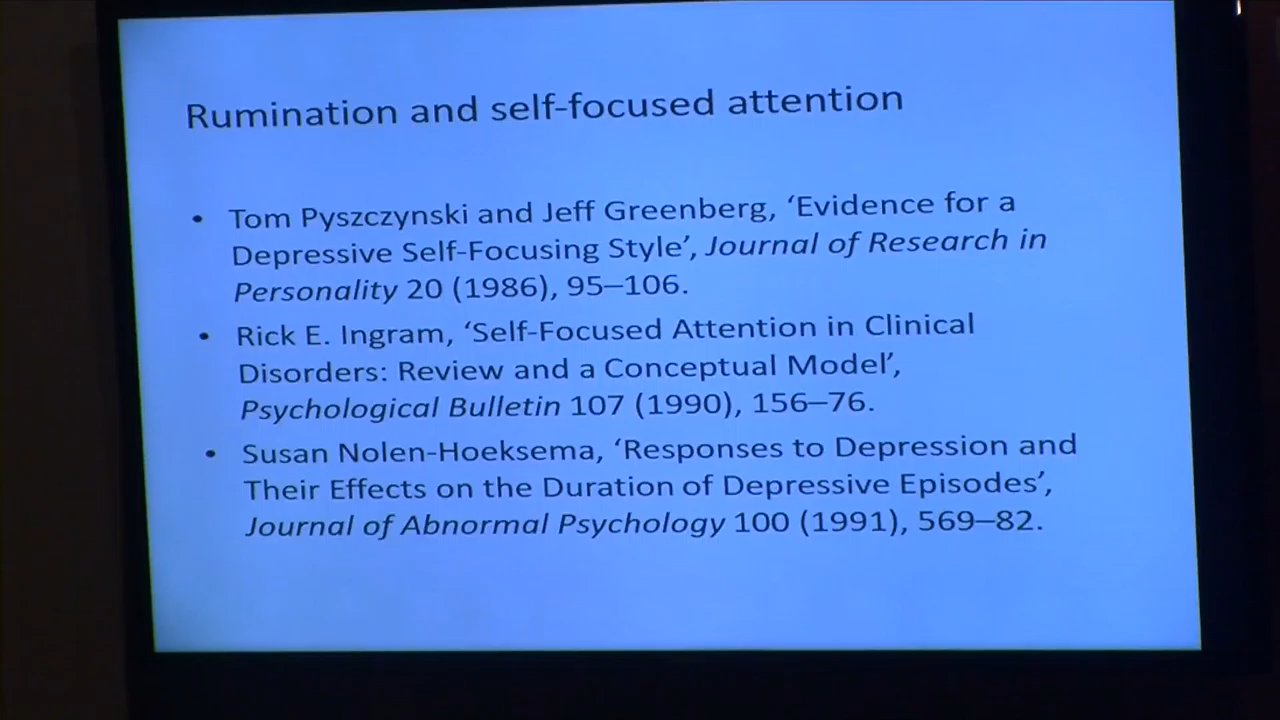 Rumination and self-focused attention
• Tom Pyszczynski and Jeff Greenberg, ‘Evidence for a
Depressive Self-Focusing Style’, Journal of Research in
Personality 20 (1986), 95–106.
• Rick E. Ingram, ‘Self-Focused Attention in Clinical
Disorders: Review and a Conceptual Model’,
Psychological Bulletin 107 (1990), 156–76.
• Susan Nolen-Hoeksema, ‘Responses to Depression and
Their Effects on the Duration of Depressive Episodes’,
Journal of Abnormal Psychology 100 (1991), 569–82.